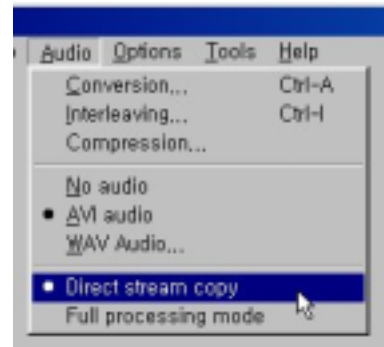 Audio Options Tools Help
Conversion... Ctrl-A
Interleaving... Ctrl-I
Compression...
No audio
AVI audio
WAV Audio...
Direct stream copy
Full processing mode